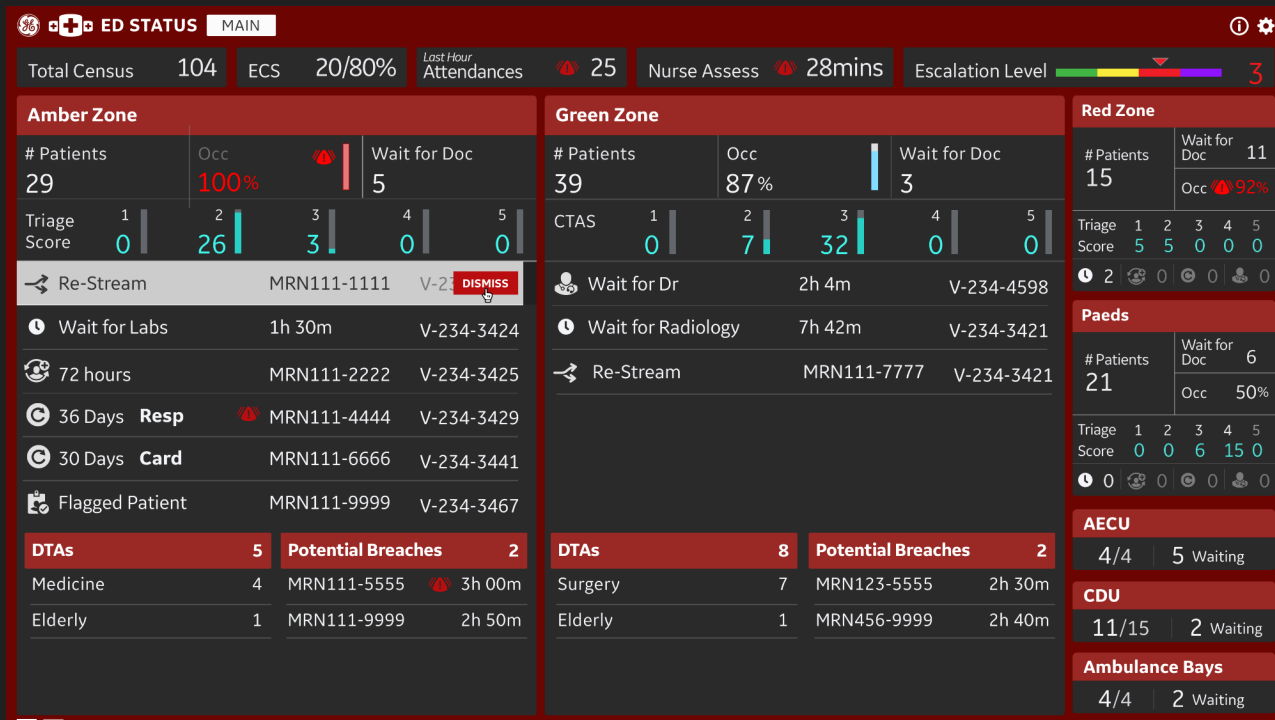 ED STATUS MAIN
Total Census 104
ECS 20/80%
Last Hour
Attendances 25
Nurse Assess 28mins
Escalation Level 3
Amber Zone
# Patients Occ Wait for Doc
29 100% 5
Triage 1 2 3 4 5
Score 0 26 3 0 0
Re-Stream MRN111-1111 V-23 DISMISS
Wait for Labs 1h 30m V-234-3424
72 hours MRN111-2222 V-234-3425
36 Days Resp MRN111-4444 V-234-3429
30 Days Card MRN111-6666 V-234-3441
Flagged Patient MRN111-9999 V-234-3467
DTAs 5
Medicine 4
Elderly 1
Potential Breaches 2
MRN111-5555 3h 00m
MRN111-9999 2h 50m
Green Zone
# Patients Occ Wait for Doc
39 87% 3
CTAS 1 2 3 4 5
0 7 32 0 0
Wait for Dr 2h 4m V-234-4598
Wait for Radiology 7h 42m V-234-3421
Re-Stream MRN111-7777 V-234-3421
DTAs 8
Surgery 7
Elderly 1
Potential Breaches 2
MRN123-5555 2h 30m
MRN456-9999 2h 40m
Red Zone
# Patients
15
Wait for
Doc 11
Occ 92%
Triage 1 2 3 4 5
Score 5 5 0 0 0
2 0 0 0
Paeds
# Patients
21
Wait for
Doc 6
Occ 50%
Triage 1 2 3 4 5
Score 0 0 6 15 0
0 0 0 0
AECU
4/4 5 Waiting
CDU
11/15 2 Waiting
Ambulance Bays
4/4 2 Waiting